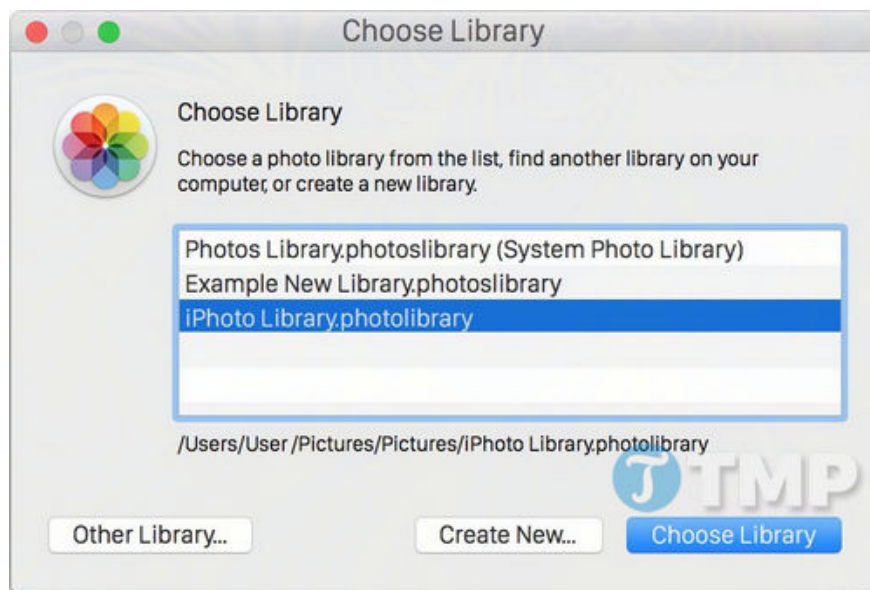 Choose Library
Choose Library
Choose a photo library from the list, find another library on your
computer, or create a new library.
Photos Library.photoslibrary (System Photo Library)
Example New Library.photoslibrary
iPhoto Library.photolibrary
/Users/User /Pictures/Pictures/iPhoto Library.photolibrary
T TMP
Other Library...
Create New...
Choose Library